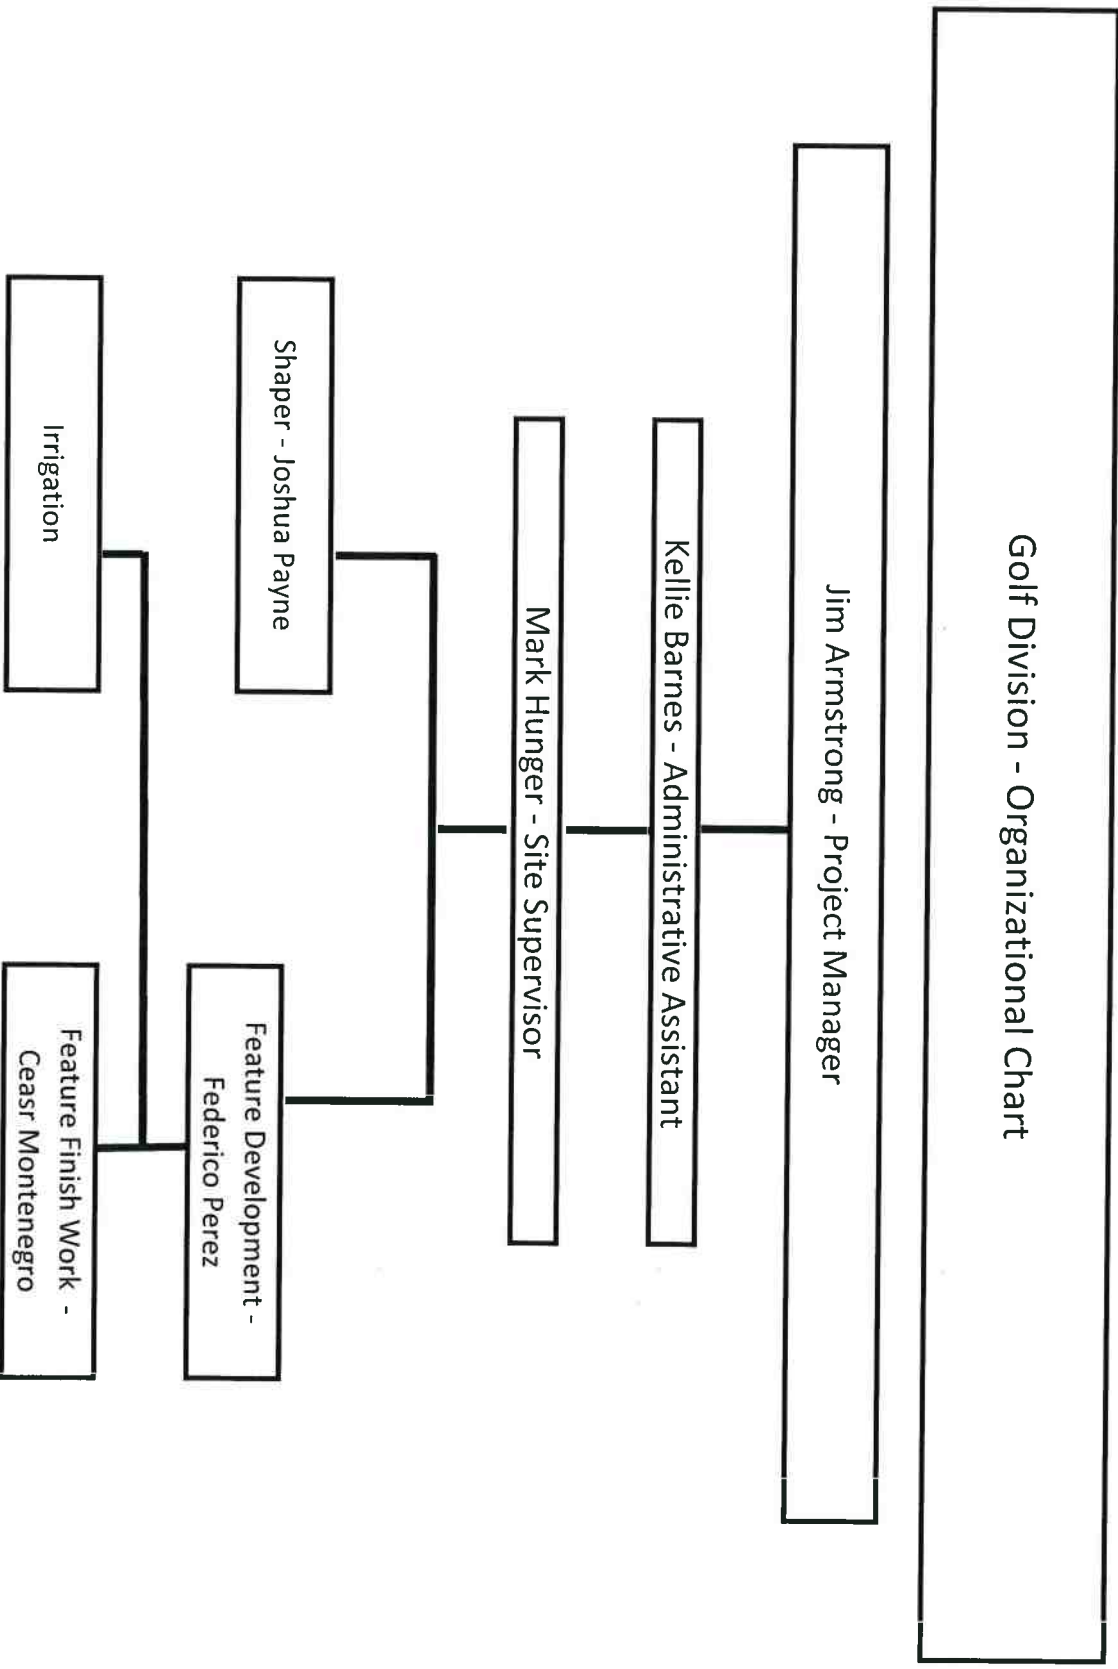 Golf Division - Organizational Chart
Jim Armstrong - Project Manager
Kellie Barnes - Administrative Assistant
Mark Hunger - Site Supervisor
Shaper - Joshua Payne
Feature Development -
Federico Perez
Irrigation
Feature Finish Work -
Ceasr Montenegro